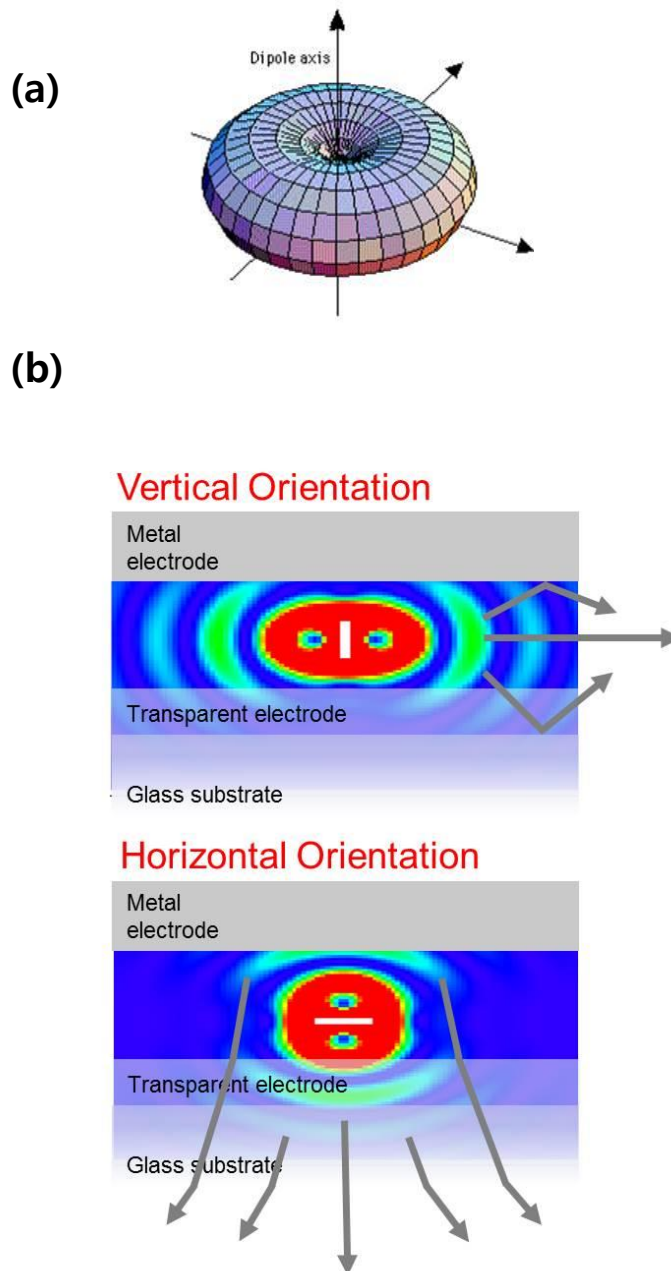 (a)
Dipole axis
(b)
Vertical Orientation
Metal
electrode
Transparent electrode
Glass substrate
Horizontal Orientation
Metal
electrode
Transparent electrode
Glass substrate